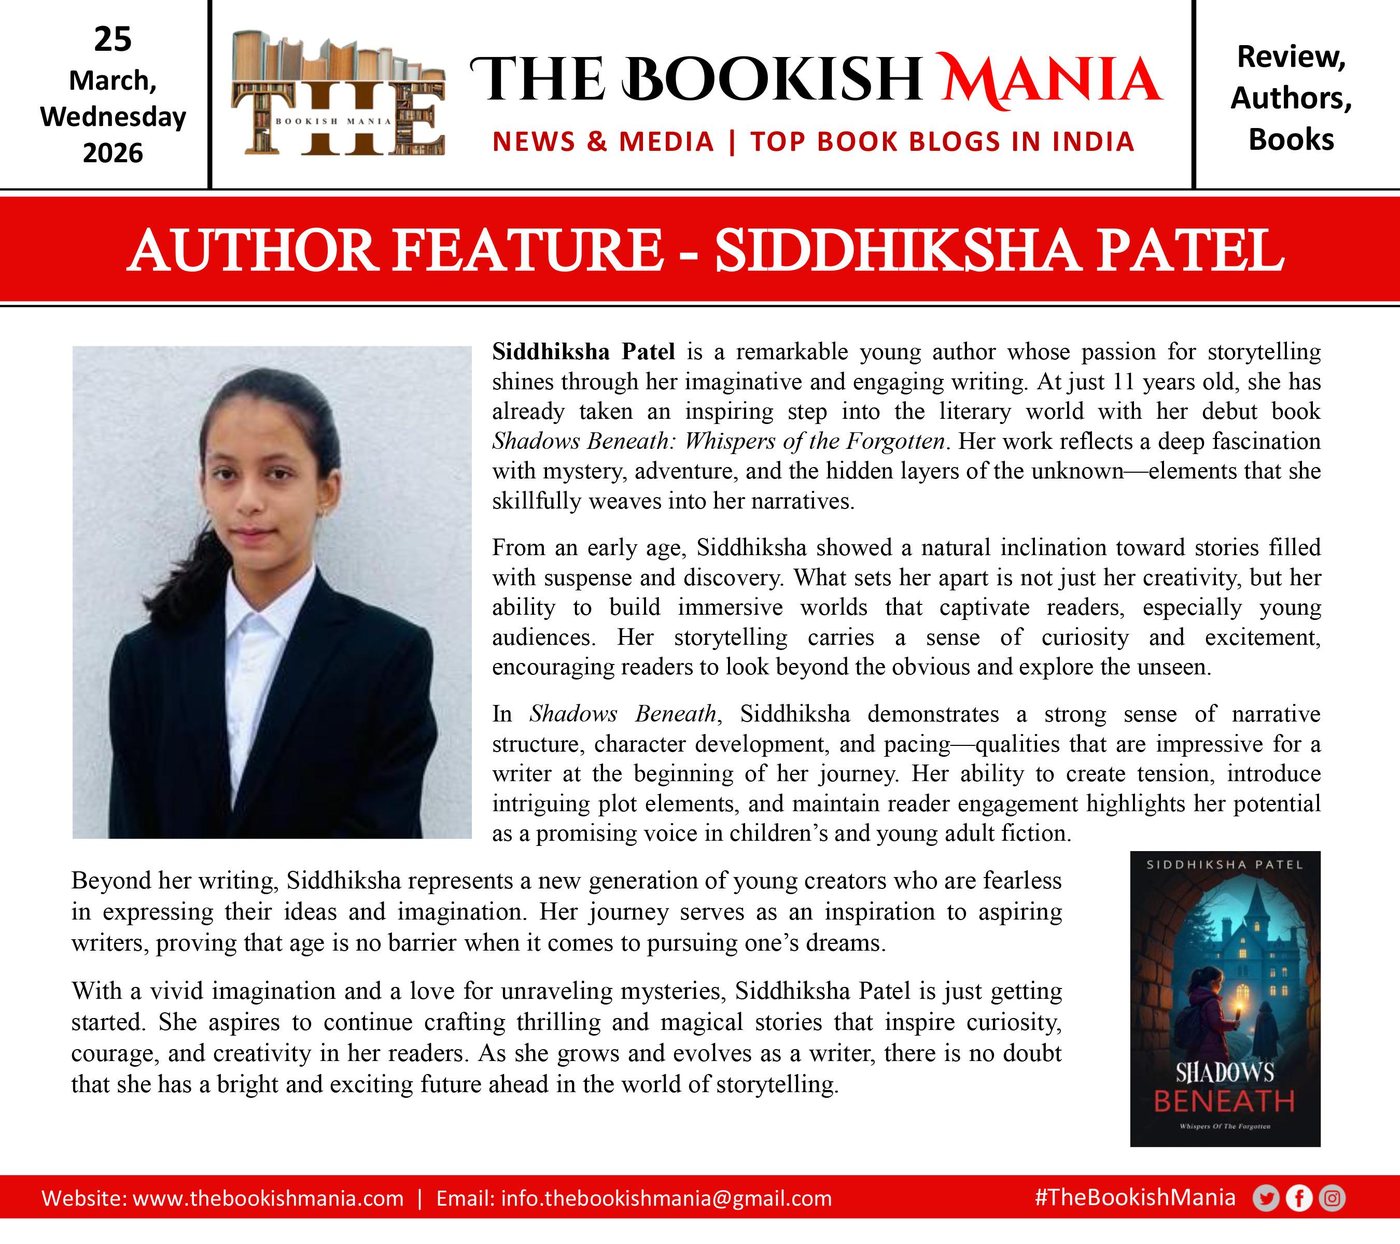 25
March,
Wednesday
2026
THE
BOOKISH MANIA
THE BOOKISH MANIA
NEWS & MEDIA | TOP BOOK BLOGS IN INDIA
Review,
Authors,
Books
AUTHOR FEATURE - SIDDHIKSHA PATEL
Siddhiksha Patel is a remarkable young author whose passion for storytelling
shines through her imaginative and engaging writing. At just 11 years old, she has
already taken an inspiring step into the literary world with her debut book
Shadows Beneath: Whispers of the Forgotten. Her work reflects a deep fascination
with mystery, adventure, and the hidden layers of the unknown—elements that she
skillfully weaves into her narratives.
From an early age, Siddhiksha showed a natural inclination toward stories filled
with suspense and discovery. What sets her apart is not just her creativity, but her
ability to build immersive worlds that captivate readers, especially young
audiences. Her storytelling carries a sense of curiosity and excitement,
encouraging readers to look beyond the obvious and explore the unseen.
In Shadows Beneath, Siddhiksha demonstrates a strong sense of narrative
structure, character development, and pacing—qualities that are impressive for a
writer at the beginning of her journey. Her ability to create tension, introduce
intriguing plot elements, and maintain reader engagement highlights her potential
as a promising voice in children’s and young adult fiction.
Beyond her writing, Siddhiksha represents a new generation of young creators who are fearless
in expressing their ideas and imagination. Her journey serves as an inspiration to aspiring
writers, proving that age is no barrier when it comes to pursuing one’s dreams.
With a vivid imagination and a love for unraveling mysteries, Siddhiksha Patel is just getting
started. She aspires to continue crafting thrilling and magical stories that inspire curiosity,
courage, and creativity in her readers. As she grows and evolves as a writer, there is no doubt
that she has a bright and exciting future ahead in the world of storytelling.
SIDDHIKSHA PATEL
SHADOWS
BENEATH
Whispers Of The Forgotten
Website: www.thebookishmania.com | Email: info.thebookishmania@gmail.com
#TheBookishMania